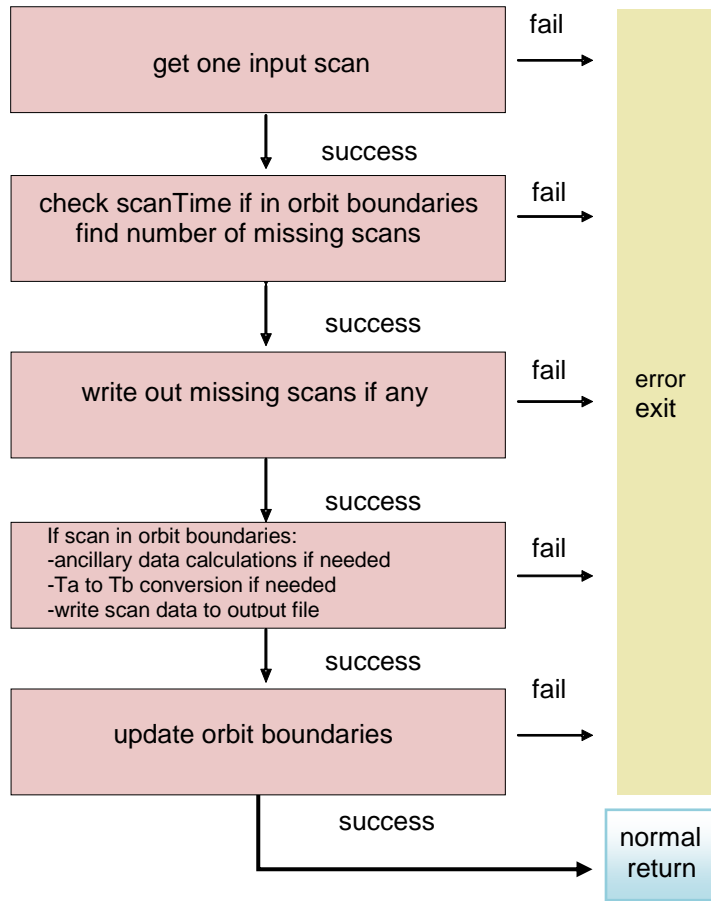 fail
get one input scan
success
check scanTime if in orbit boundaries
find number of missing scans
fail
success
write out missing scans if any
fail
error
exit
success
If scan in orbit boundaries:
-ancillary data calculations if needed
-Ta to Tb conversion if needed
-write scan data to output file
fail
success
fail
update orbit boundaries
success
normal
return